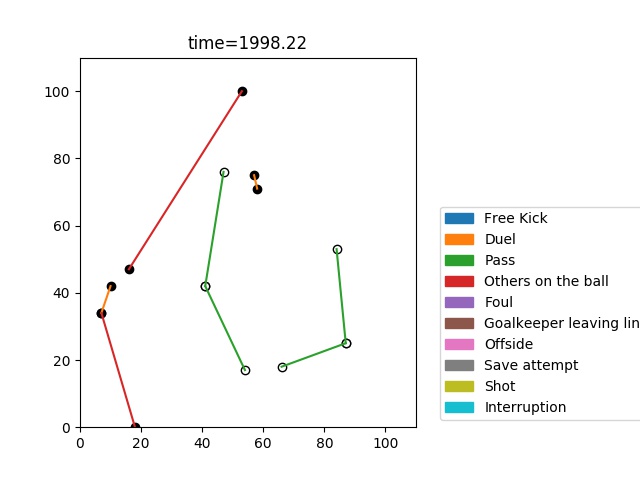 time=1998.22
100
80
60
40
20
0
0 20 40 60 80 100
Free Kick
Duel
Pass
Others on the ball
Foul
Goalkeeper leaving lin
Offside
Save attempt
Shot
Interruption